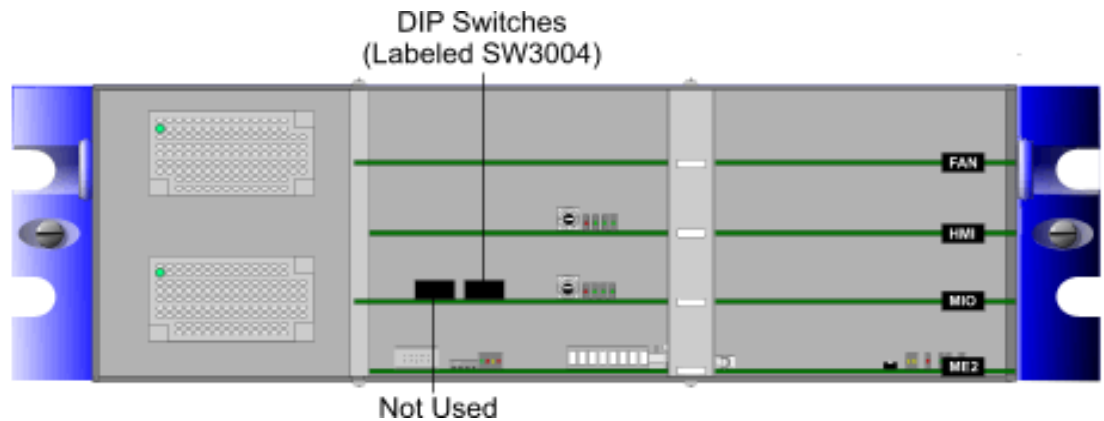 DIP Switches
(Labeled SW3004)
FAN
HMI
MIO
ME2
Not Used